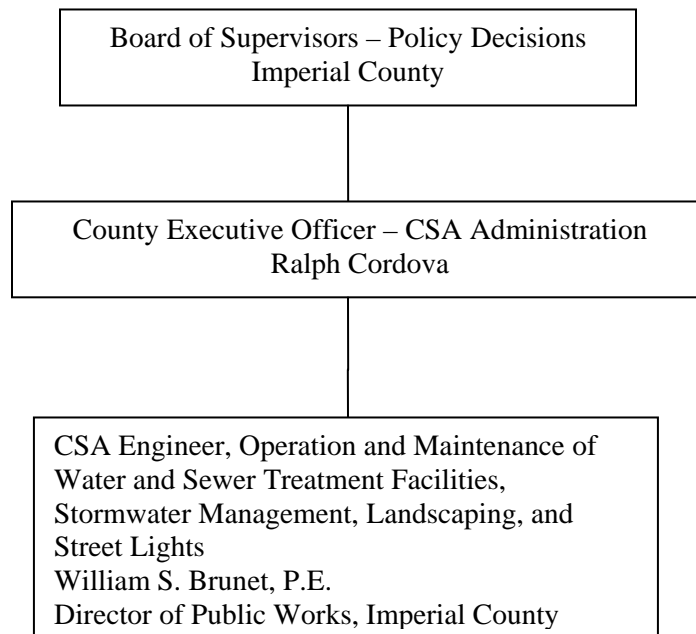 Board of Supervisors – Policy Decisions
Imperial County
County Executive Officer – CSA Administration
Ralph Cordova
CSA Engineer, Operation and Maintenance of
Water and Sewer Treatment Facilities,
Stormwater Management, Landscaping, and
Street Lights
William S. Brunet, P.E.
Director of Public Works, Imperial County